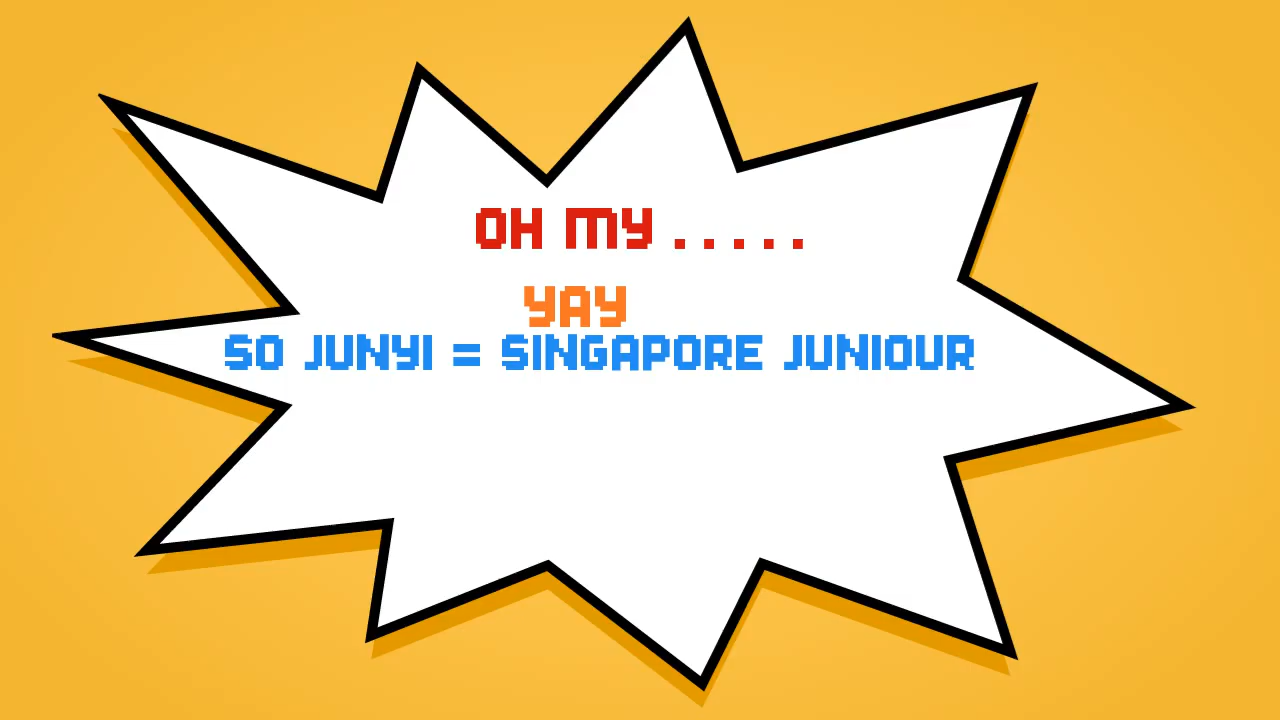 OH MY . . . . .
YAY
SO JUNYI = SINGAPORE JUNIOUR